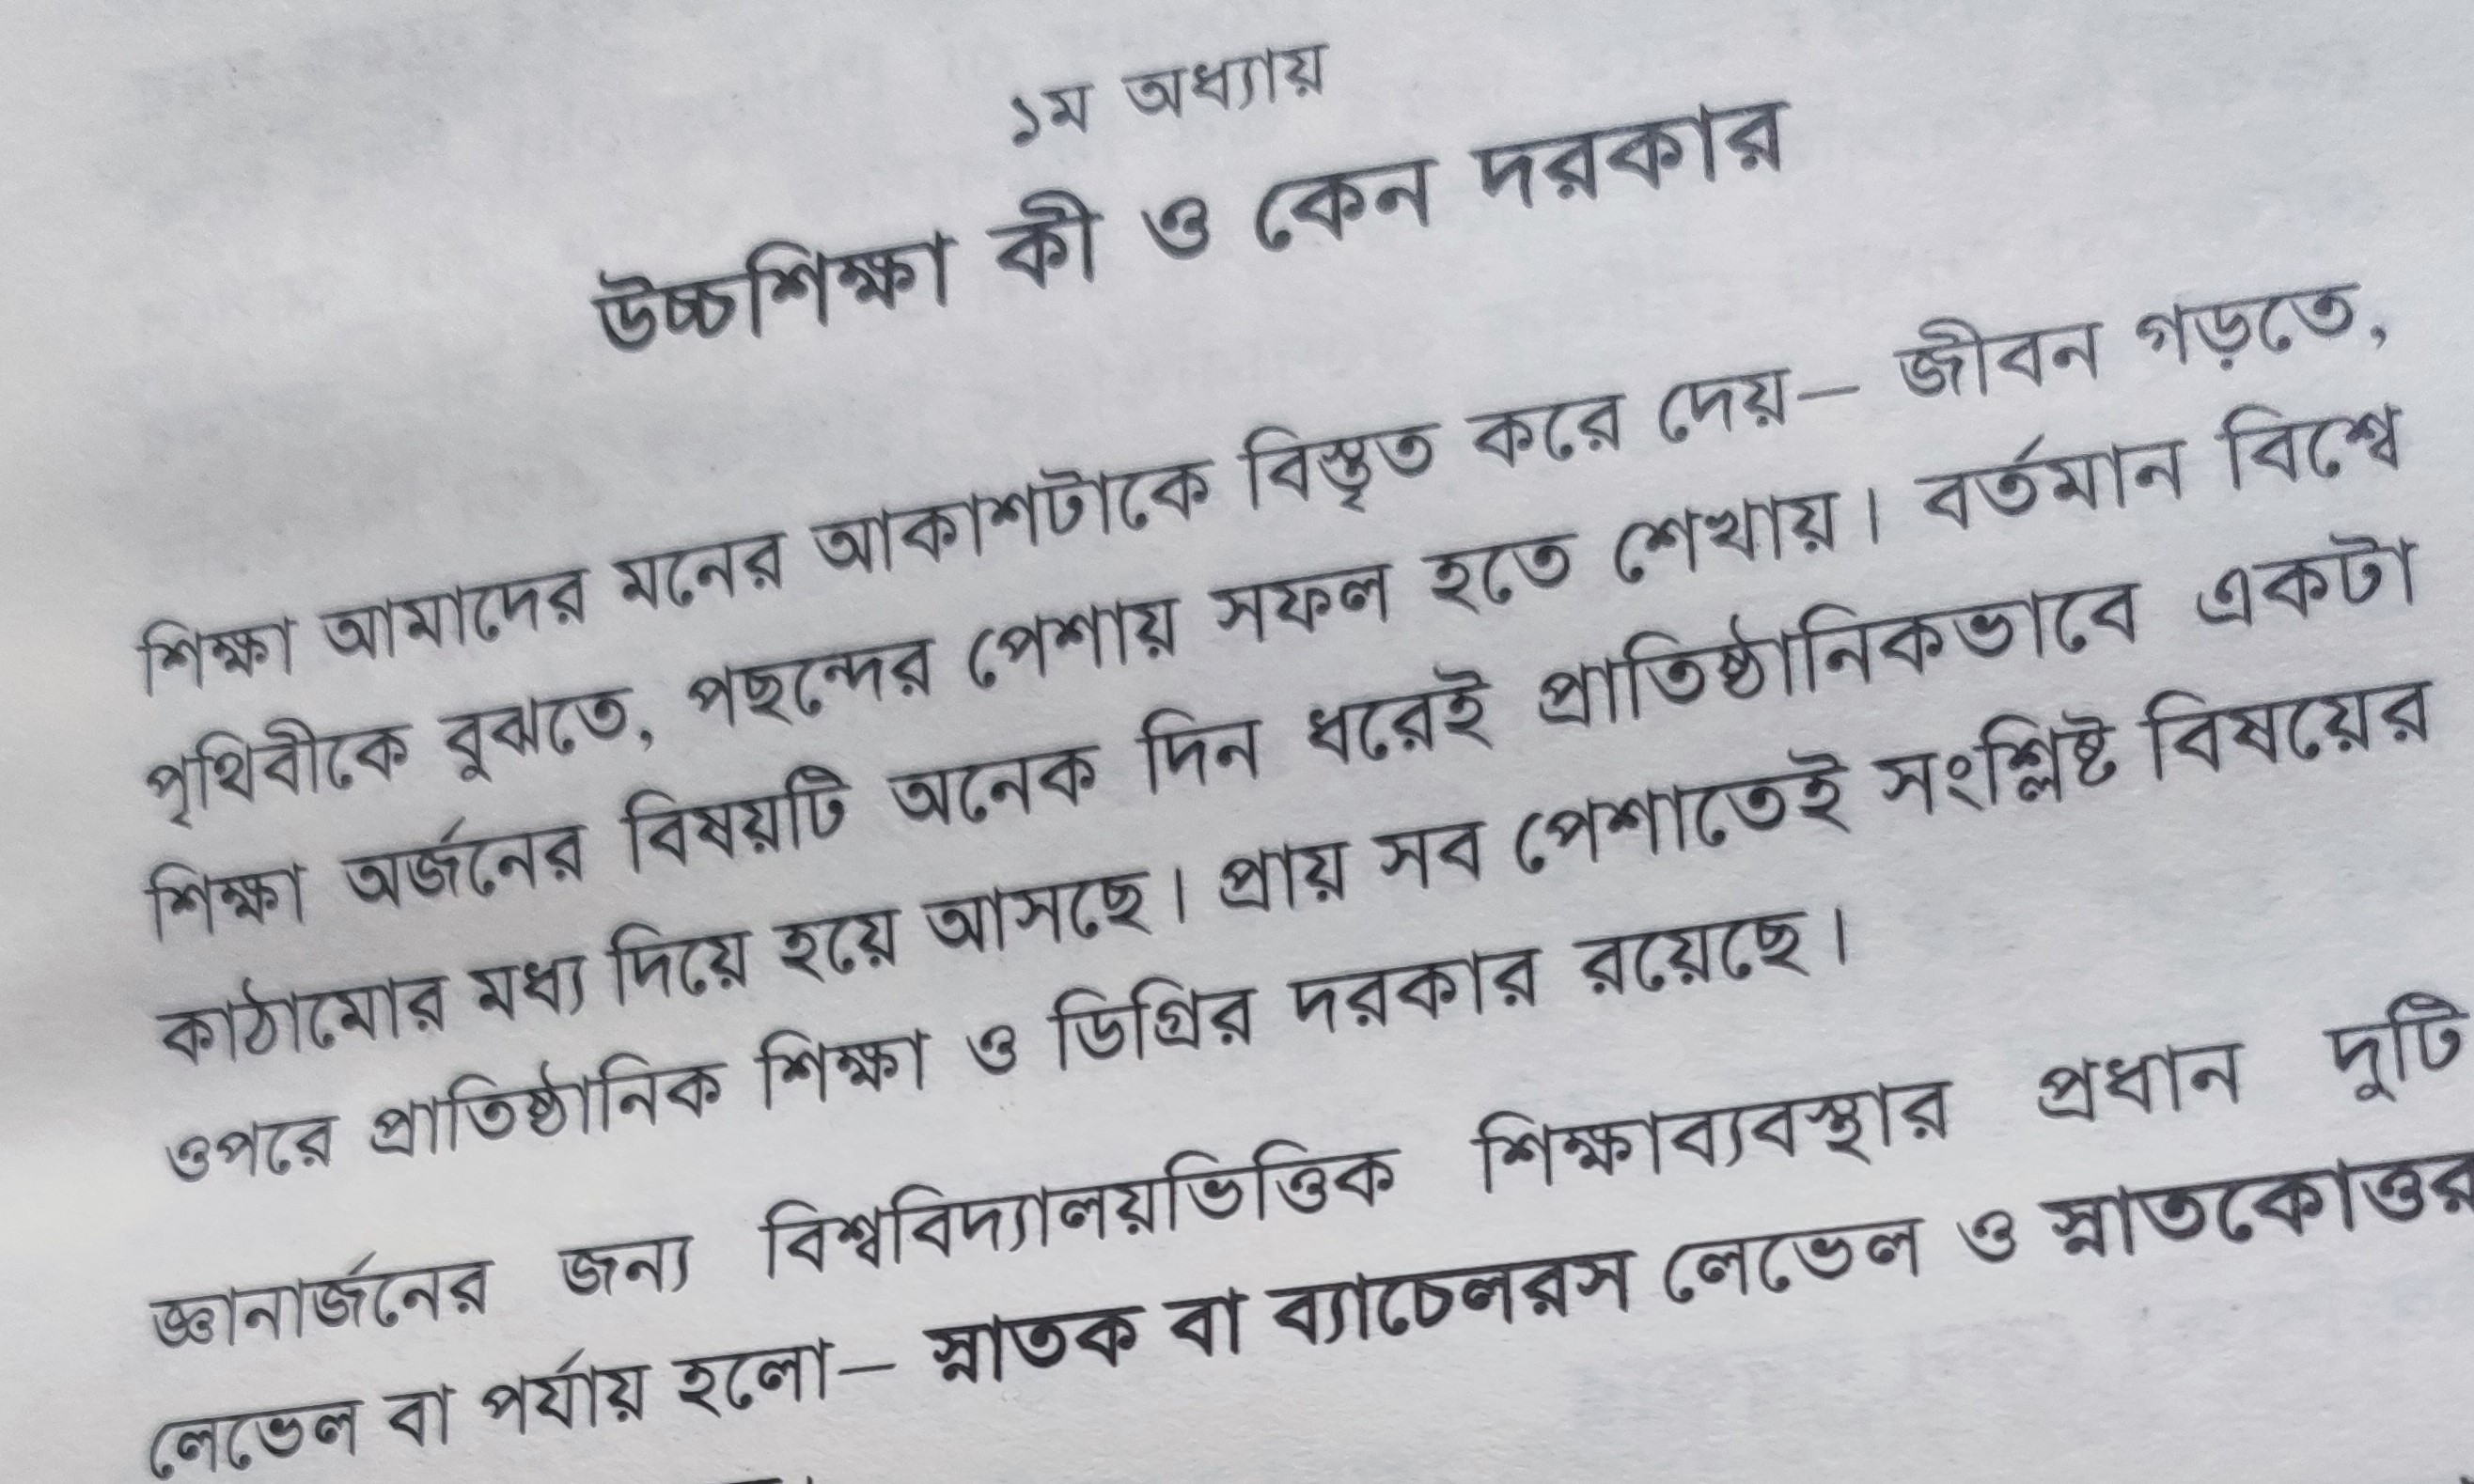 ১ম অধ্যায়
উচ্চশিক্ষা কী ও কেন দরকার
শিক্ষা আমাদের মনের আকাশটাকে বিস্তৃত করে দেয়– জীবন গড়তে,
পৃথিবীকে বুঝতে, পছন্দের পেশায় সফল হতে শেখায়। বর্তমান বিশ্বে
শিক্ষা অর্জনের বিষয়টি অনেক দিন ধরেই প্রাতিষ্ঠানিকভাবে একটা
কাঠামোর মধ্য দিয়ে হয়ে আসছে। প্রায় সব পেশাতেই সংশ্লিষ্ট বিষয়ের
ওপরে প্রাতিষ্ঠানিক শিক্ষা ও ডিগ্রির দরকার রয়েছে।
জ্ঞানার্জনের জন্য বিশ্ববিদ্যালয়ভিত্তিক শিক্ষাব্যবস্থার প্রধান দুটি
লেভেল বা পর্যায় হলো– স্নাতক বা ব্যাচেলরস লেভেল ও স্নাতকোত্তর